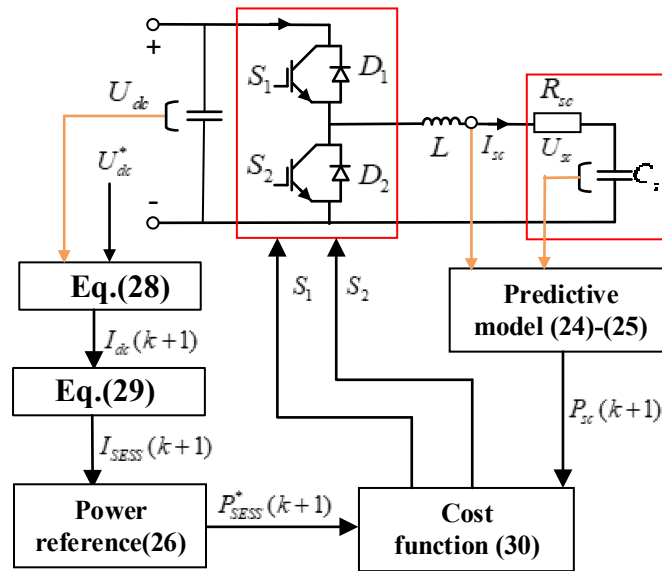 +
U_dc
U*_dc
-
S_1
D_1
S_2
D_2
L
I_sc
R_sc
U_sc
S_1
S_2
Eq.(28)
I_dc(k+1)
Eq.(29)
I_SESS(k+1)
Power
reference(26)
P*_SESS(k+1)
Cost
function (30)
Predictive
model (24)-(25)
P_sc(k+1)